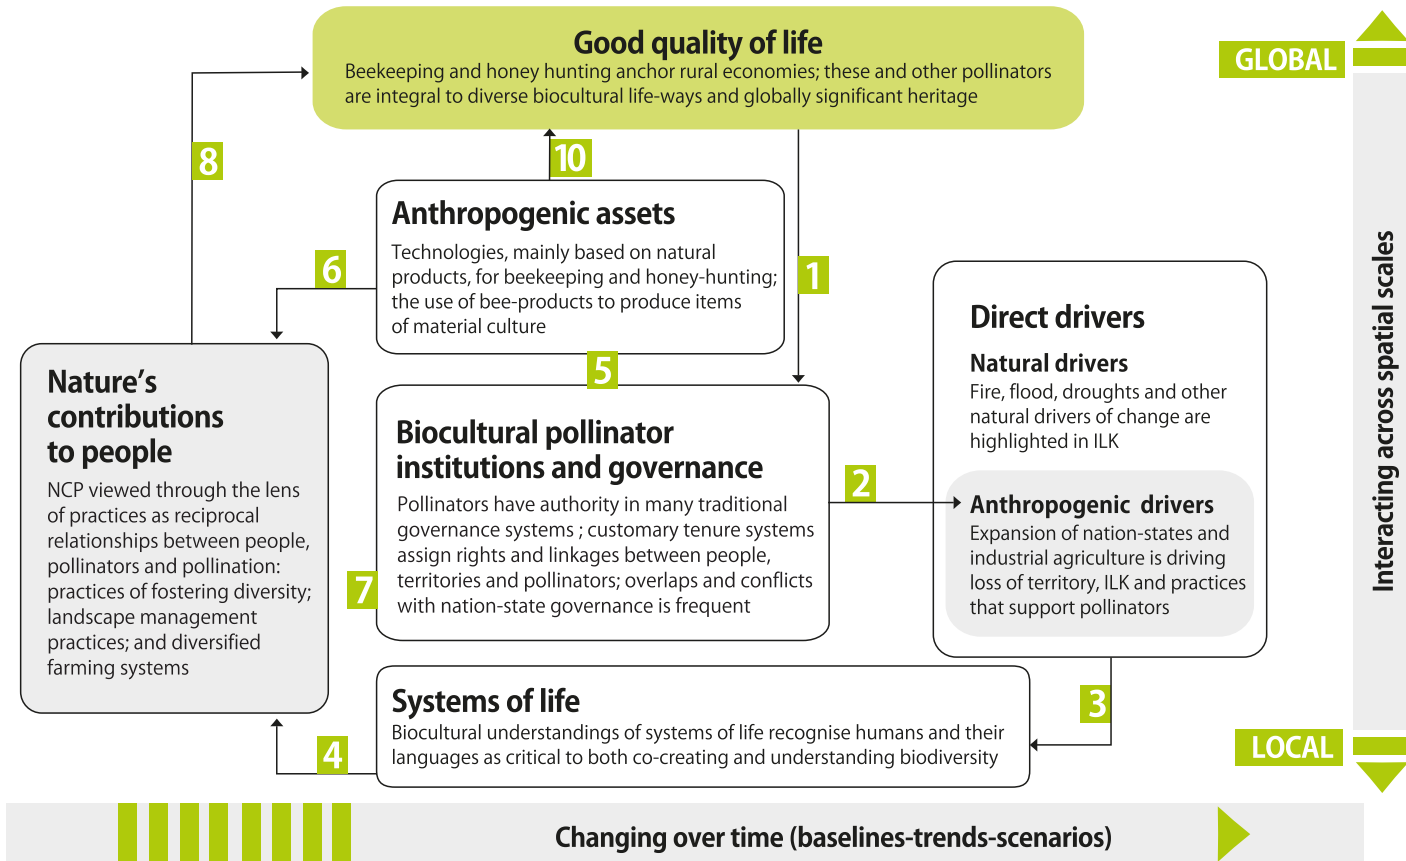 Good quality of life
Beekeeping and honey hunting anchor rural economies; these and other pollinators
are integral to diverse biocultural life-ways and globally significant heritage
GLOBAL
8
10
Anthropogenic assets
Technologies, mainly based on natural
products, for beekeeping and honey-hunting;
the use of bee-products to produce items
of material culture
6
1
5
Nature’s
contributions
to people
NCP viewed through the lens
of practices as reciprocal
relationships between people,
pollinators and pollination:
practices of fostering diversity;
landscape management
practices; and diversified
farming systems
Biocultural pollinator
institutions and governance
Pollinators have authority in many traditional
governance systems ; customary tenure systems
assign rights and linkages between people,
territories and pollinators; overlaps and conflicts
with nation-state governance is frequent
7
2
Direct drivers
Natural drivers
Fire, flood, droughts and other
natural drivers of change are
highlighted in ILK
Anthropogenic drivers
Expansion of nation-states and
industrial agriculture is driving
loss of territory, ILK and practices
that support pollinators
Interacting across spatial scales
3
Systems of life
Biocultural understandings of systems of life recognise humans and their
languages as critical to both co-creating and understanding biodiversity
4
LOCAL
Changing over time (baselines-trends-scenarios)